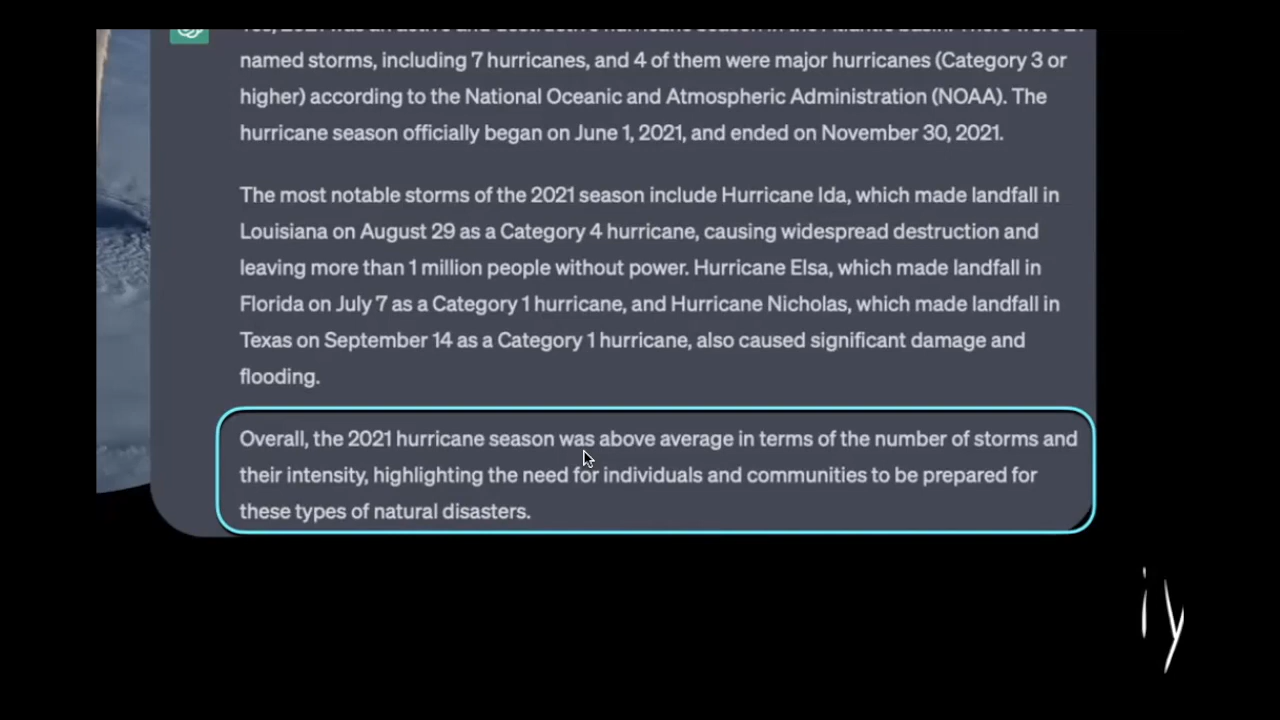 named storms, including 7 hurricanes, and 4 of them were major hurricanes (Category 3 or
higher) according to the National Oceanic and Atmospheric Administration (NOAA). The
hurricane season officially began on June 1, 2021, and ended on November 30, 2021.
The most notable storms of the 2021 season include Hurricane Ida, which made landfall in
Louisiana on August 29 as a Category 4 hurricane, causing widespread destruction and
leaving more than 1 million people without power. Hurricane Elsa, which made landfall in
Florida on July 7 as a Category 1 hurricane, and Hurricane Nicholas, which made landfall in
Texas on September 14 as a Category 1 hurricane, also caused significant damage and
flooding.
Overall, the 2021 hurricane season was above average in terms of the number of storms and
their intensity, highlighting the need for individuals and communities to be prepared for
these types of natural disasters.
iy